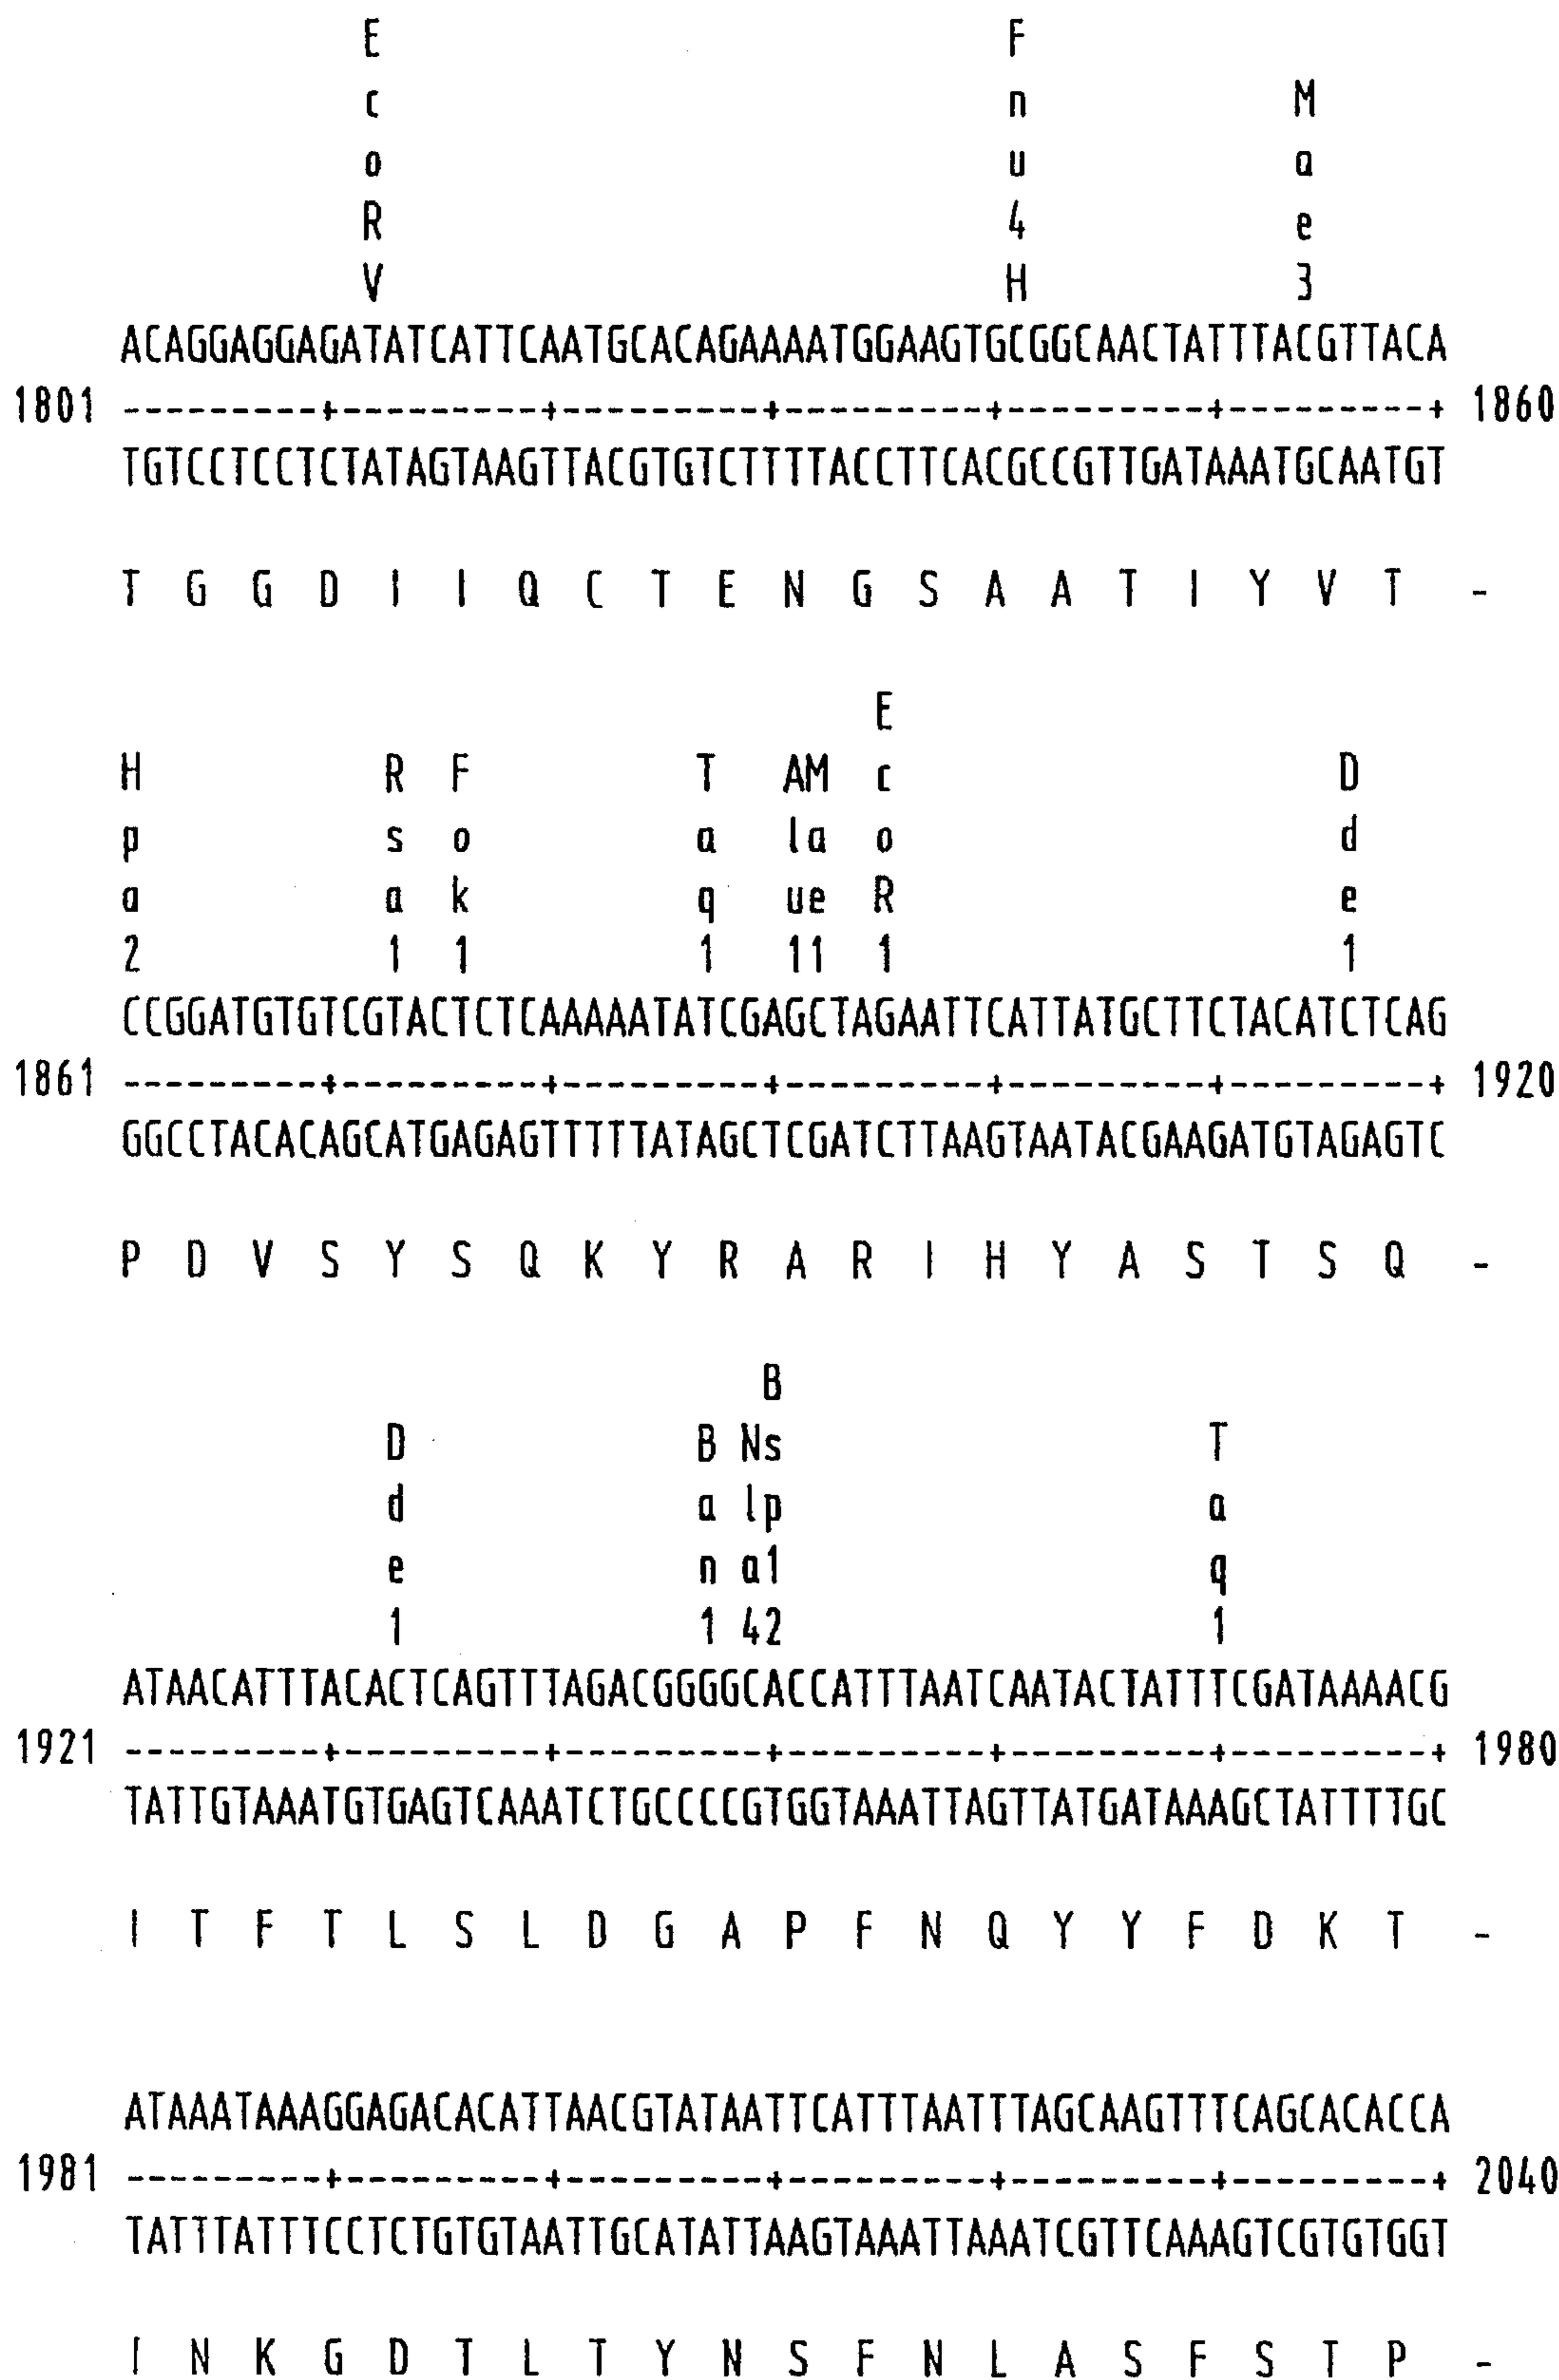 E F
c n M
o u a
R 4 e
V H 3
ACAGGAGGAGATATCATTCAATGCACAGAAAATGGAAGTGCGGCAACTATTTACGTTACA
1801 ---------+---------+---------+---------+---------+---------+ 1860
TGTCCTCCTCTATAGTAAGTTACGTGTCTTTTACCTTCACGCCGTTGATAAATGCAATGT
T G G D I I Q C T E N G S A A T I Y V T -
E
H R F T AM c D
p s o a la o d
a a k q ue R e
2 1 1 1 11 1 1
CCGGATGTGTCGTACTCTCAAAAATATCGAGCTAGAATTCATTATGCTTCTACATCTCAG
1861 ---------+---------+---------+---------+---------+---------+ 1920
GGCCTACACAGCATGAGAGTTTTTATAGCTCGATCTTAAGTAATACGAAGATGTAGAGTC
P D V S Y S Q K Y R A R I H Y A S T S Q -
B
D B Ns T
d a lp a
e n a1 q
1 1 42 1
ATAACATTTACACTCAGTTTAGACGGGGCACCATTTAATCAATACTATTTCGATAAAACG
1921 ---------+---------+---------+---------+---------+---------+ 1980
TATTGTAAATGTGAGTCAAATCTGCCCCGTGGTAAATTAGTTATGATAAAGCTATTTTGC
I T F T L S L D G A P F N Q Y Y F D K T -
ATAAATAAAGGAGACACATTAACGTATAATTCATTTAATTTAGCAAGTTTCAGCACACCA
1981 ---------+---------+---------+---------+---------+---------+ 2040
TATTTATTTCCTCTGTGTAATTGCATATTAAGTAAATTAAATCGTTCAAAGTCGTGTGGT
I N K G D T L T Y N S F N L A S F S T P -